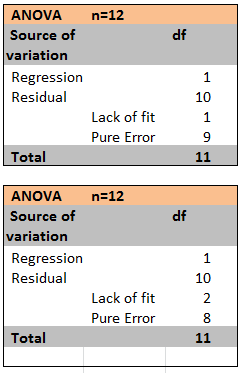 ANOVA n=12
Source of df
variation
Regression 1
Residual 10
Lack of fit 1
Pure Error 9
Total 11
ANOVA n=12
Source of df
variation
Regression 1
Residual 10
Lack of fit 2
Pure Error 8
Total 11